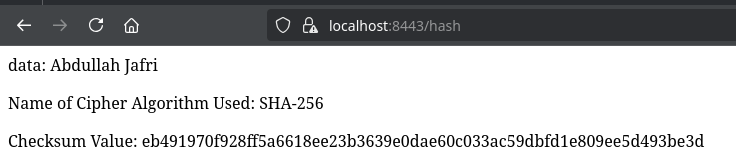 localhost:8443/hash
data: Abdullah Jafri
Name of Cipher Algorithm Used: SHA-256
Checksum Value: eb491970f928ff5a6618ee23b3639e0dae60c033ac59dbfd1e809ee5d493be3d